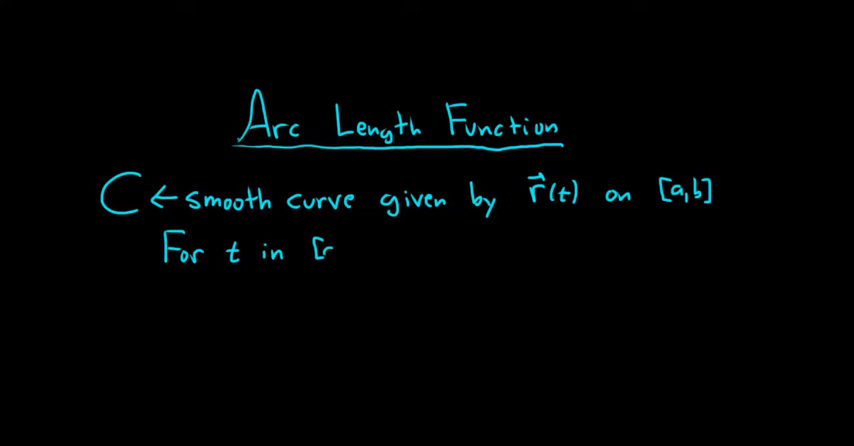 Arc Length Function
C ← smooth curve given by r⃗(t) on [a,b]
For t in [